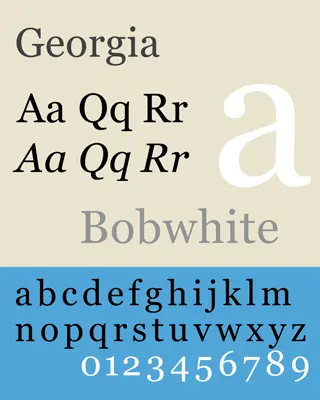 Georgia
Aa Qq Rr
Aa Qq Rr
a
Bobwhite
abcdefghijklm
nopqrstuvwxyz
0123456789